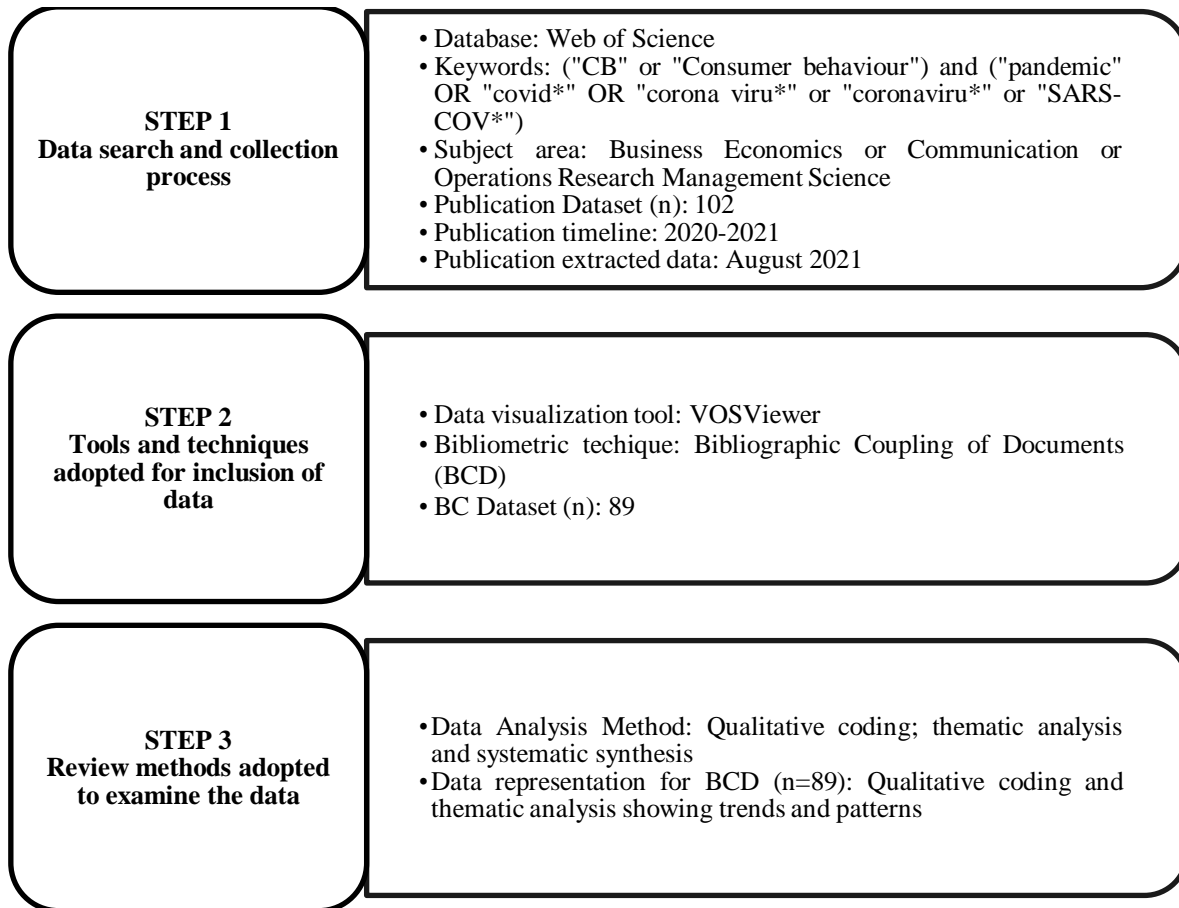 STEP 1
Data search and collection
process
• Database: Web of Science
• Keywords: ("CB" or "Consumer behaviour") and ("pandemic"
OR "covid*" OR "corona viru*" or "coronaviru*" or "SARS-
COV*")
• Subject area: Business Economics or Communication or
Operations Research Management Science
• Publication Dataset (n): 102
• Publication timeline: 2020-2021
• Publication extracted data: August 2021
STEP 2
Tools and techniques
adopted for inclusion of
data
• Data visualization tool: VOSViewer
• Bibliometric techique: Bibliographic Coupling of Documents
(BCD)
• BC Dataset (n): 89
STEP 3
Review methods adopted
to examine the data
• Data Analysis Method: Qualitative coding; thematic analysis
and systematic synthesis
• Data representation for BCD (n=89): Qualitative coding and
thematic analysis showing trends and patterns